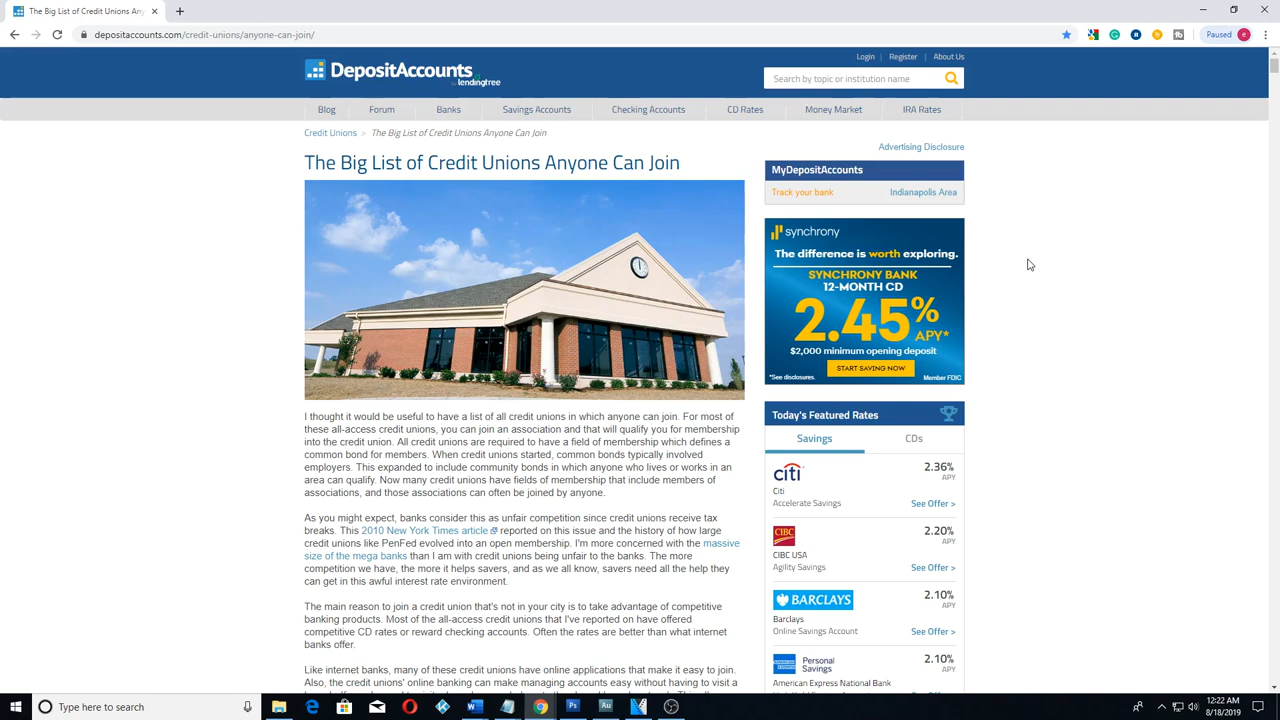 The Big List of Credit Unions Any
depositaccounts.com/credit-unions/anyone-can-join/
Paused
e
Login | Register | About Us
DepositAccounts
by lendingtree
Search by topic or institution name
Blog Forum Banks Savings Accounts Checking Accounts CD Rates Money Market IRA Rates
Credit Unions > The Big List of Credit Unions Anyone Can Join
Advertising Disclosure
The Big List of Credit Unions Anyone Can Join
I thought it would be useful to have a list of all credit unions in which anyone can join. For most of
these all-access credit unions, you can join an association and that will qualify you for membership
into the credit union. All credit unions are required to have a field of membership which defines a
common bond for members. When credit unions started, common bonds typically involved
employers. This expanded to include community bonds in which anyone who lives or works in an
area can qualify. Now many credit unions have fields of membership that include members of
associations, and those associations can often be joined by anyone.
As you might expect, banks consider this as unfair competition since credit unions receive tax
breaks. This 2010 New York Times article reported on this issue and the history of how large
credit unions like PenFed evolved into an open membership. I'm more concerned with the massive
size of the mega banks than I am with credit unions being unfair to the banks. The more
competition we have, the more it helps savers, and as we all know, savers need all the help they
can get in this awful interest rate environment.
The main reason to join a credit union that's not in your city is to take advantage of competitive
banking products. Most of the all-access credit unions that I've reported on have offered
competitive CD rates or reward checking accounts. Often the rates are better than what internet
banks offer.
Like internet banks, many of these credit unions have online applications that make it easy to join.
Also, the credit unions' online banking can make managing accounts easy without having to visit a
MyDepositAccounts
Track your bank Indianapolis Area
synchrony
The difference is worth exploring.
SYNCHRONY BANK
12-MONTH CD
2.45% APY*
$2,000 minimum opening deposit
START SAVING NOW
*See disclosures. Member FDIC
Today's Featured Rates
Savings CDs
citi 2.36%
APY
Citi
Accelerate Savings See Offer >
CIBC 2.20%
APY
CIBC USA
Agility Savings See Offer >
BARCLAYS 2.10%
APY
Barclays
Online Savings Account See Offer >
Personal Savings 2.10%
APY
American Express National Bank
Type here to search
12:22 AM
8/18/2019